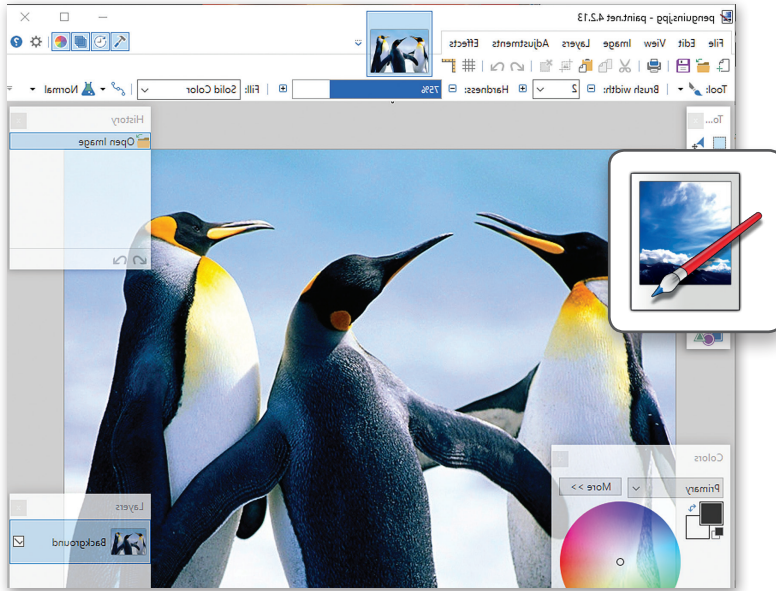 penguins.jpg - paint.net 4.2.13
File Edit View Image Layers Adjustments Effects
Tool: Brush width: 2 Hardness: 75% Fill: Solid Color Normal
To...
History
Open Image
Colors
Primary More >>
Layers
Background